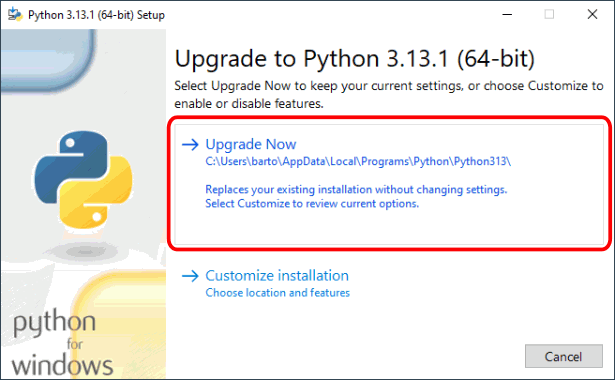 Python 3.13.1 (64-bit) Setup
Upgrade to Python 3.13.1 (64-bit)
Select Upgrade Now to keep your current settings, or choose Customize to
enable or disable features.
Upgrade Now
C:\Users\barto\AppData\Local\Programs\Python\Python313\
Replaces your existing installation without changing settings.
Select Customize to review current options.
Customize installation
Choose location and features
python
for
windows
Cancel